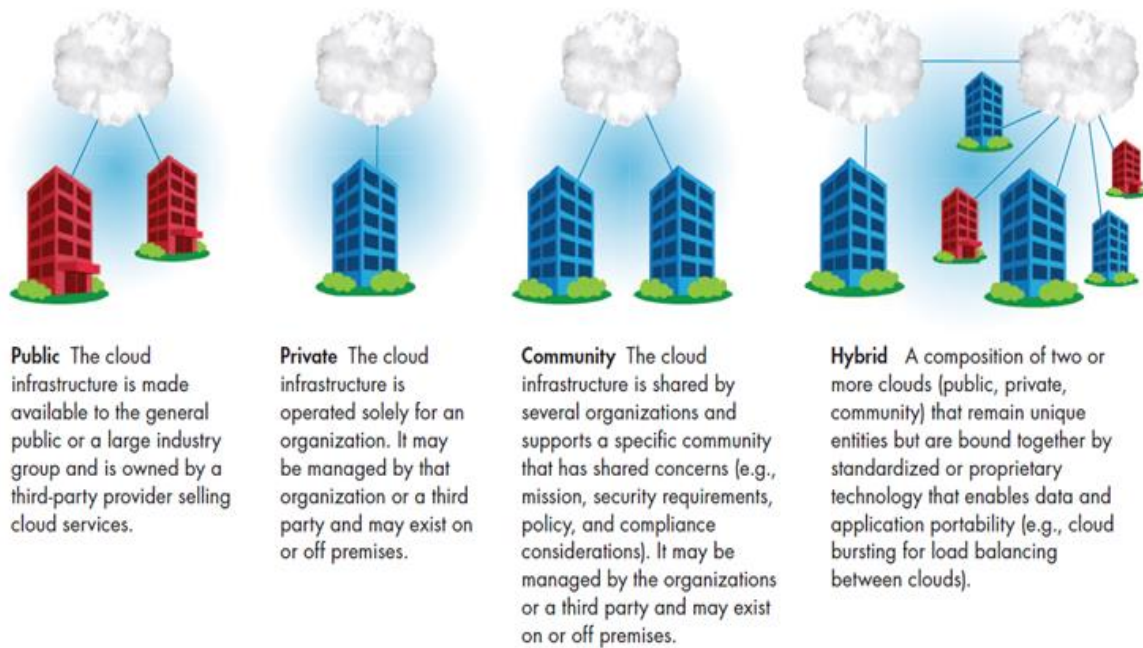 Public The cloud
infrastructure is made
available to the general
public or a large industry
group and is owned by a
third-party provider selling
cloud services.
Private The cloud
infrastructure is
operated solely for an
organization. It may
be managed by that
organization or a third
party and may exist on
or off premises.
Community The cloud
infrastructure is shared by
several organizations and
supports a specific community
that has shared concerns (e.g.,
mission, security requirements,
policy, and compliance
considerations). It may be
managed by the organizations
or a third party and may exist
on or off premises.
Hybrid A composition of two or
more clouds (public, private,
community) that remain unique
entities but are bound together by
standardized or proprietary
technology that enables data and
application portability (e.g., cloud
bursting for load balancing
between clouds).